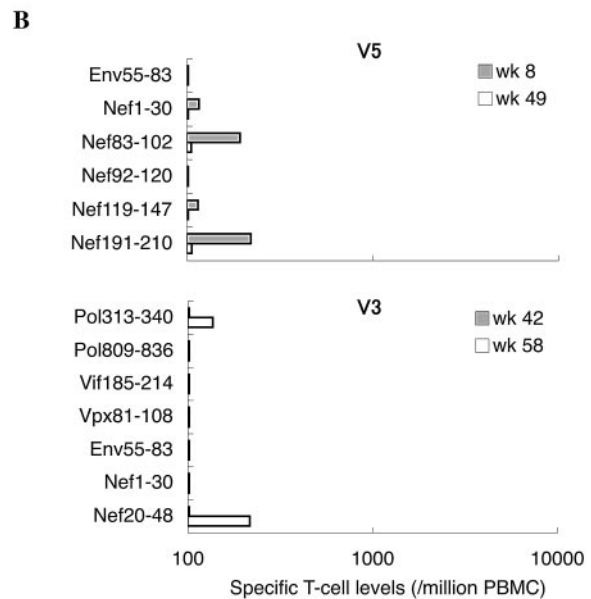 B
V5
wk 8
wk 49
Env55-83
Nef1-30
Nef83-102
Nef92-120
Nef119-147
Nef191-210
V3
wk 42
wk 58
Pol313-340
Pol809-836
Vif185-214
Vpx81-108
Env55-83
Nef1-30
Nef20-48
100 1000 10000
Specific T-cell levels (/million PBMC)